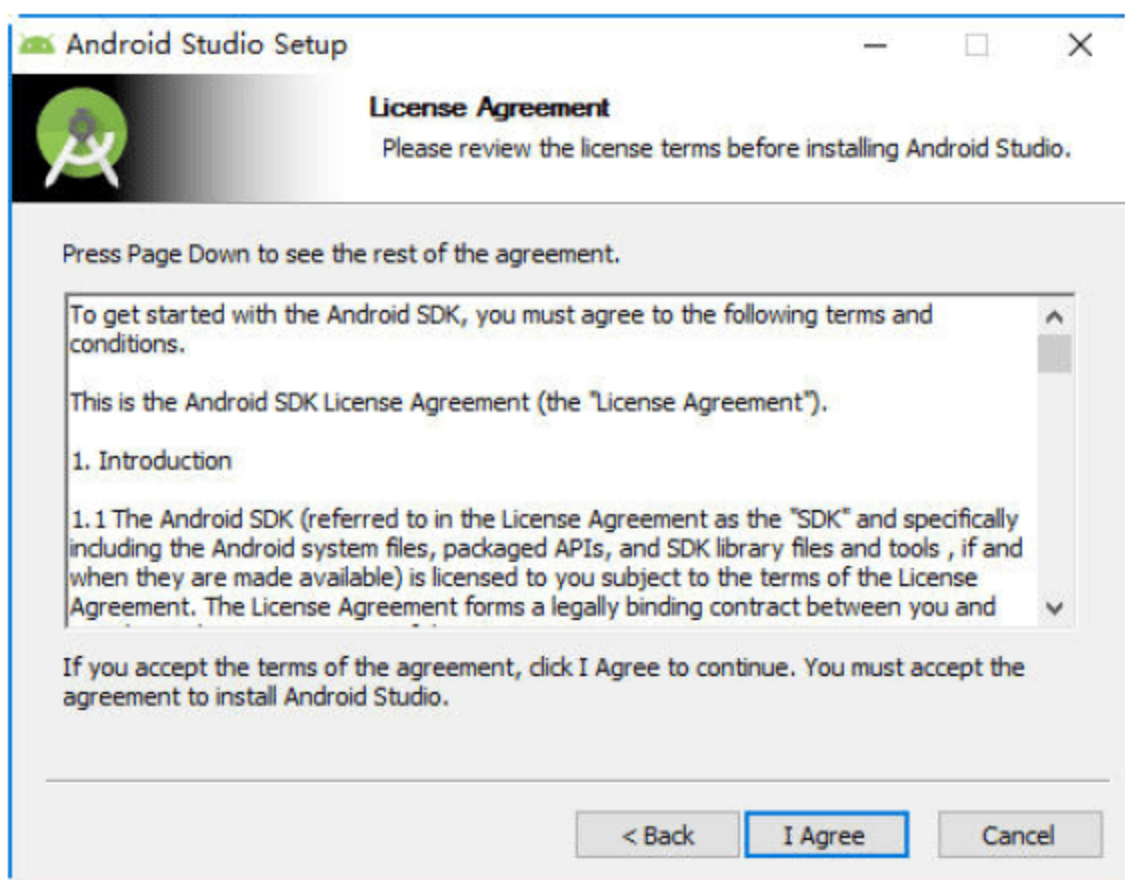 Android Studio Setup
License Agreement
Please review the license terms before installing Android Studio.
Press Page Down to see the rest of the agreement.
To get started with the Android SDK, you must agree to the following terms and
conditions.
This is the Android SDK License Agreement (the "License Agreement").
1. Introduction
1.1 The Android SDK (referred to in the License Agreement as the "SDK" and specifically
including the Android system files, packaged APIs, and SDK library files and tools , if and
when they are made available) is licensed to you subject to the terms of the License
Agreement. The License Agreement forms a legally binding contract between you and
If you accept the terms of the agreement, click I Agree to continue. You must accept the
agreement to install Android Studio.
< Back
I Agree
Cancel